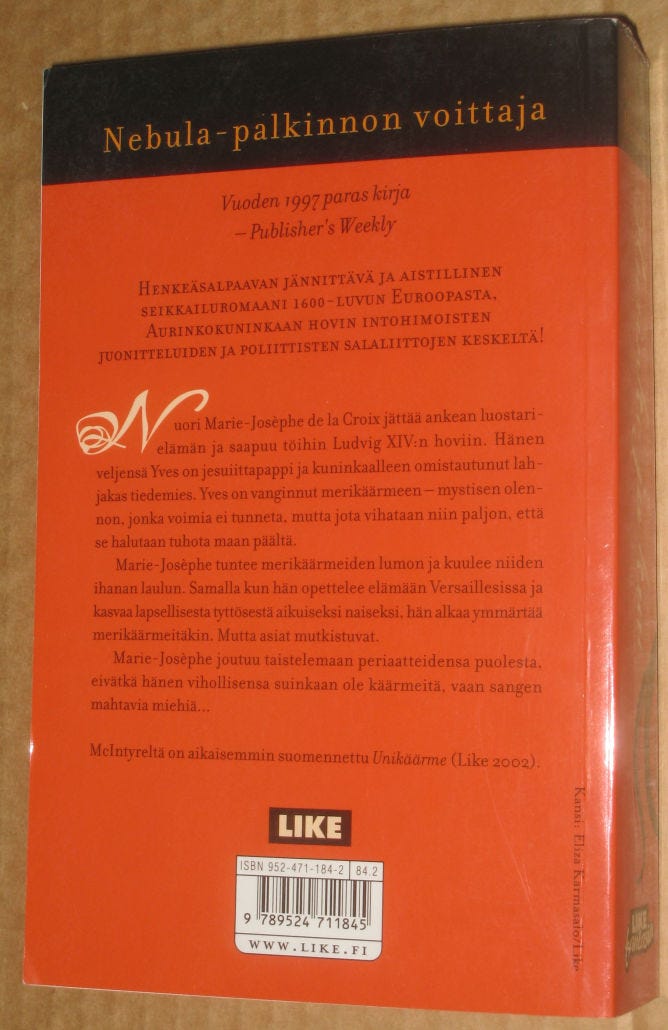 Nebula-palkinnon voittaja
Vuoden 1997 paras kirja
– Publisher's Weekly
Henkeäsalpaavan jännittävä ja aistillinen
seikkailuromaani 1600-luvun Euroopasta,
Aurinkokuninkaan hovin intohimoisten
juonitteluiden ja poliittisten salaliittojen keskeltä!
Nuori Marie-Josèphe de la Croix jättää ankean luostari-
elämän ja saapuu töihin Ludvig XIV:n hoviin. Hänen
veljensä Yves on jesuiittapappi ja kuninkaalleen omistautunut lah-
jakas tiedemies. Yves on vanginnut merikäärmeen – mystisen olen-
non, jonka voimia ei tunneta, mutta jota vihataan niin paljon, että
se halutaan tuhota maan päältä.
Marie-Josèphe tuntee merikäärmeiden lumon ja kuulee niiden
ihanan laulun. Samalla kun hän opettelee elämään Versaillesissa ja
kasvaa lapsellisesta tyttösestä aikuiseksi naiseksi, hän alkaa ymmärtää
merikäärmeitäkin. Mutta asiat mutkistuvat.
Marie-Josèphe joutuu taistelemaan periaatteidensa puolesta,
eivätkä hänen vihollisensa suinkaan ole käärmeitä, vaan sangen
mahtavia miehiä...
McIntyreltä on aikaisemmin suomennettu Unikäärme (Like 2002).
Kansi: Eliza Karmasalo/Like
LIKE
ISBN 952-471-184-2 84.2
9 789524 711845
WWW.LIKE.FI
LIKE